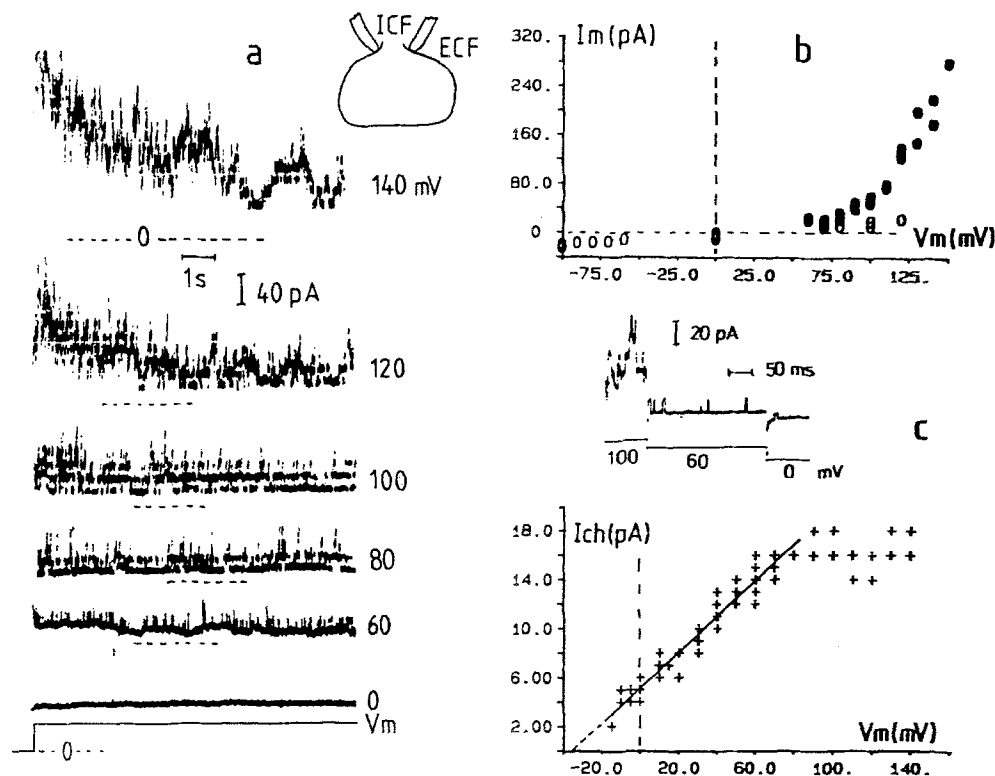 a
ICF
ECF
140 mV
0
1s
40 pA
120
100
80
60
0
Vm
0
b
Im(pA)
320.
240.
160.
80.0
0
Vm(mV)
-75.0 -25.0 25.0 75.0 125.
c
20 pA
50 ms
100 60 0 mV
Ich(pA)
18.0
14.0
10.0
6.00
2.00
Vm(mV)
-20.0 20.0 60.0 100. 140.